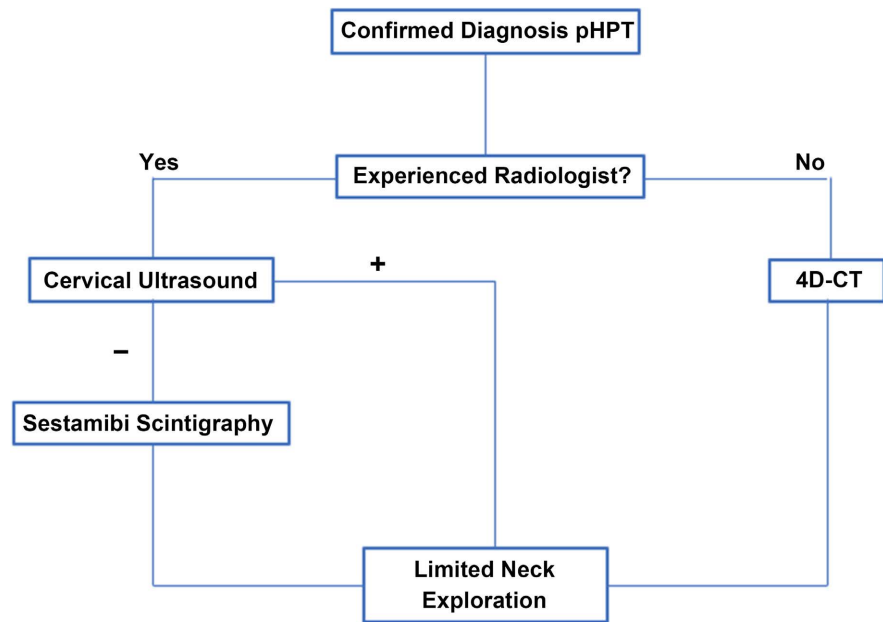 Confirmed Diagnosis pHPT
Yes
No
Experienced Radiologist?
+
Cervical Ultrasound
4D-CT
−
Sestamibi Scintigraphy
Limited Neck
Exploration